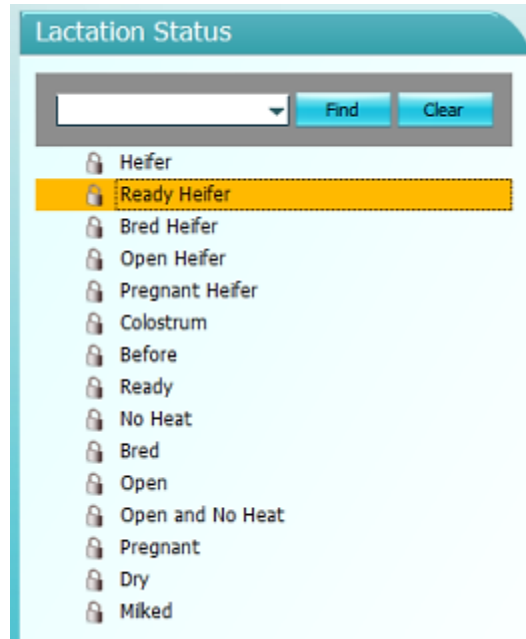 Lactation Status
Find Clear
Heifer
Ready Heifer
Bred Heifer
Open Heifer
Pregnant Heifer
Colostrum
Before
Ready
No Heat
Bred
Open
Open and No Heat
Pregnant
Dry
Milked